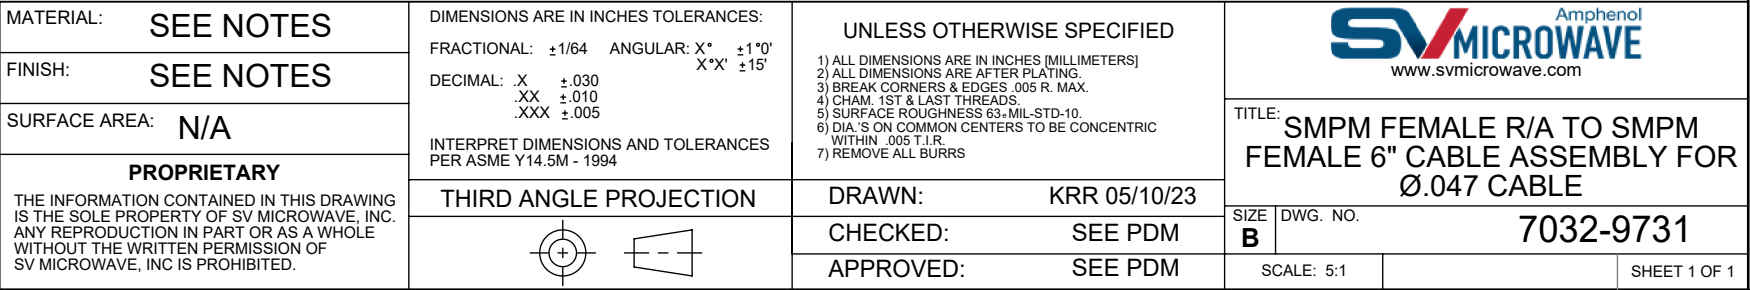 MATERIAL: SEE NOTES
FINISH: SEE NOTES
SURFACE AREA: N/A
PROPRIETARY
THE INFORMATION CONTAINED IN THIS DRAWING
IS THE SOLE PROPERTY OF SV MICROWAVE, INC.
ANY REPRODUCTION IN PART OR AS A WHOLE
WITHOUT THE WRITTEN PERMISSION OF
SV MICROWAVE, INC IS PROHIBITED.
DIMENSIONS ARE IN INCHES TOLERANCES:
FRACTIONAL: ±1/64 ANGULAR: X° ±1°0'
X°X' ±15'
DECIMAL: .X ±.030
.XX ±.010
.XXX ±.005
INTERPRET DIMENSIONS AND TOLERANCES
PER ASME Y14.5M - 1994
THIRD ANGLE PROJECTION
UNLESS OTHERWISE SPECIFIED
1) ALL DIMENSIONS ARE IN INCHES [MILLIMETERS]
2) ALL DIMENSIONS ARE AFTER PLATING.
3) BREAK CORNERS & EDGES .005 R. MAX.
4) CHAM. 1ST & LAST THREADS.
5) SURFACE ROUGHNESS 63 MIL-STD-10.
6) DIA.'S ON COMMON CENTERS TO BE CONCENTRIC
WITHIN .005 T.I.R.
7) REMOVE ALL BURRS
DRAWN: KRR 05/10/23
CHECKED: SEE PDM
APPROVED: SEE PDM
Amphenol
SV MICROWAVE
www.svmicrowave.com
TITLE: SMPM FEMALE R/A TO SMPM
FEMALE 6" CABLE ASSEMBLY FOR
Ø.047 CABLE
SIZE B DWG. NO. 7032-9731
SCALE: 5:1 SHEET 1 OF 1